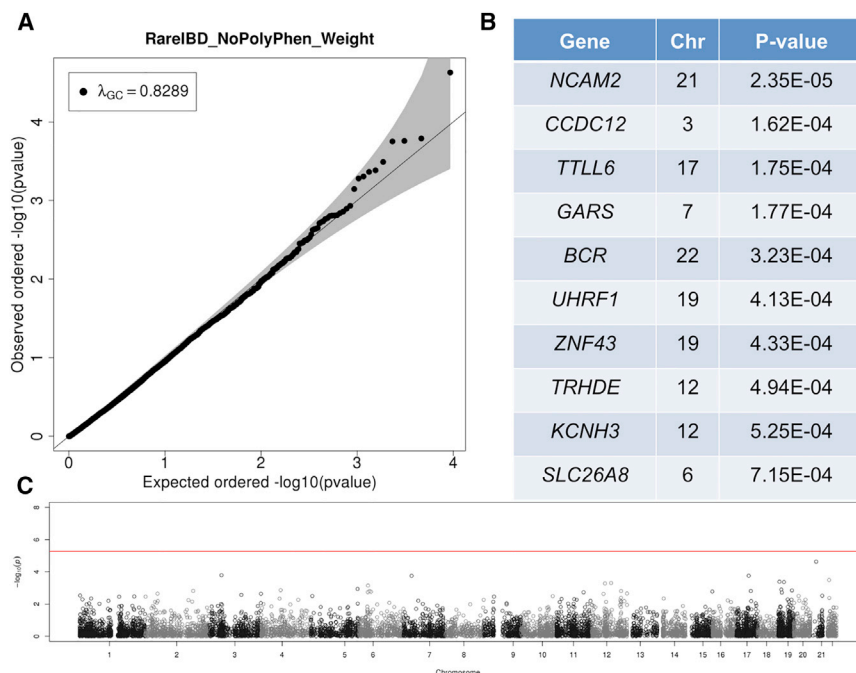 A
RareIBD_NoPolyPhen_Weight
λGC = 0.8289
Observed ordered -log10(pvalue)
4
3
2
1
0
0 1 2 3 4
Expected ordered -log10(pvalue)
B
Gene Chr P-value
NCAM2 21 2.35E-05
CCDC12 3 1.62E-04
TTLL6 17 1.75E-04
GARS 7 1.77E-04
BCR 22 3.23E-04
UHRF1 19 4.13E-04
ZNF43 19 4.33E-04
TRHDE 12 4.94E-04
KCNH3 12 5.25E-04
SLC26A8 6 7.15E-04
C
−log10(p)
8
6
4
2
0
1 2 3 4 5 6 7 8 9 10 11 12 13 14 15 16 17 18 19 20 21
Chromosome